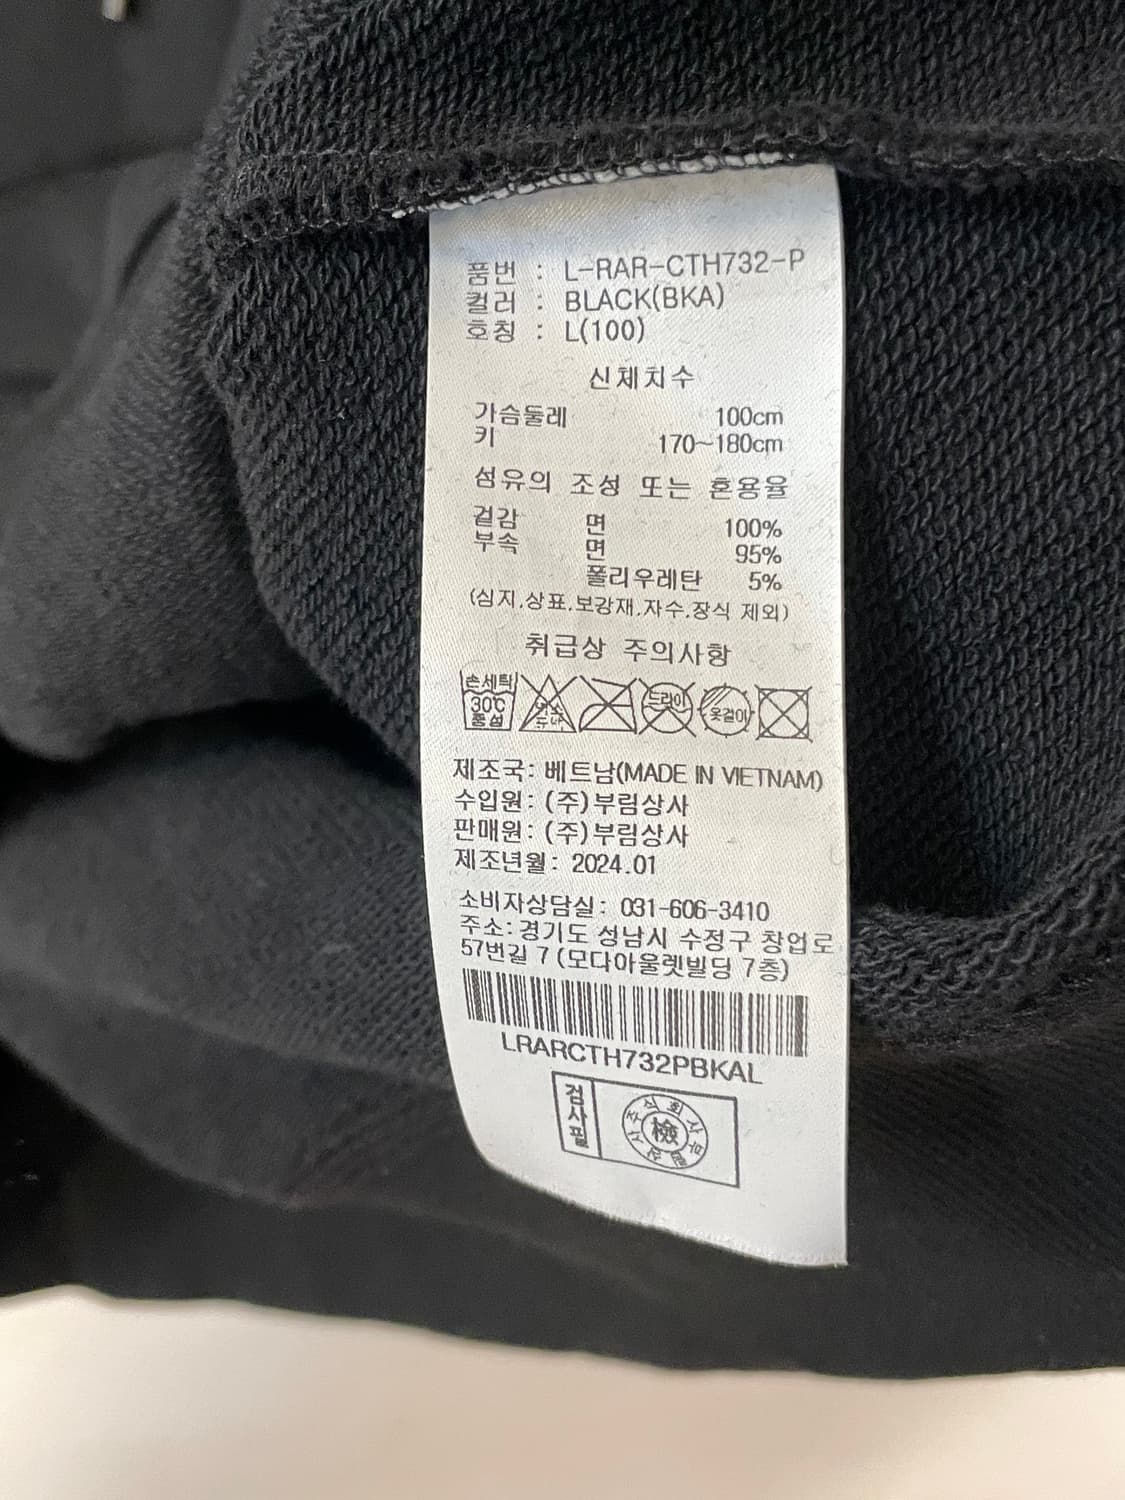 품번 : L-RAR-CTH732-P
컬러 : BLACK(BKA)
호칭 : L(100)
신체치수
가슴둘레 100cm
키 170~180cm
섬유의 조성 또는 혼용율
겉감 면 100%
부속 면 95%
폴리우레탄 5%
(심지,상표,보강재,자수,장식 제외)
취급상 주의사항
손세탁
30℃
중성
드라이
옷걸이
제조국: 베트남(MADE IN VIETNAM)
수입원: (주)부림상사
판매원: (주)부림상사
제조년월: 2024.01
소비자상담실: 031-606-3410
주소: 경기도 성남시 수정구 창업로
57번길 7 (모다아울렛빌딩 7층)
LRARCTH732PBKAL
검사필
주식회사부
檢